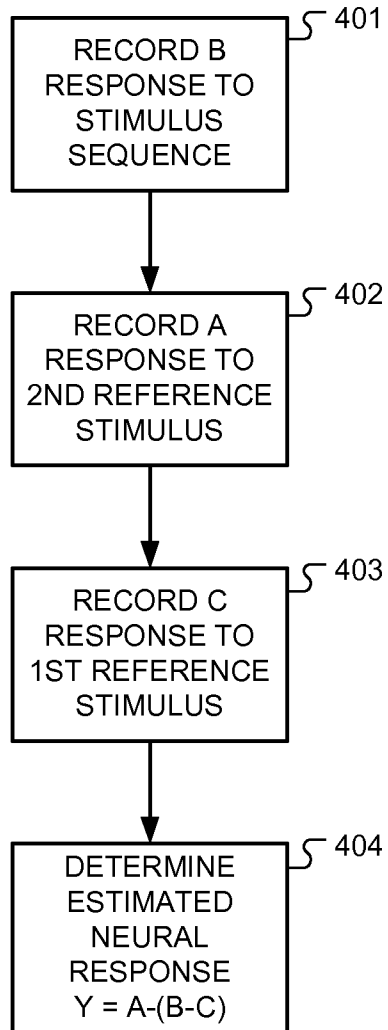 401
RECORD B
RESPONSE TO
STIMULUS
SEQUENCE
402
RECORD A
RESPONSE TO
2ND REFERENCE
STIMULUS
403
RECORD C
RESPONSE TO
1ST REFERENCE
STIMULUS
404
DETERMINE
ESTIMATED
NEURAL
RESPONSE
Y = A-(B-C)